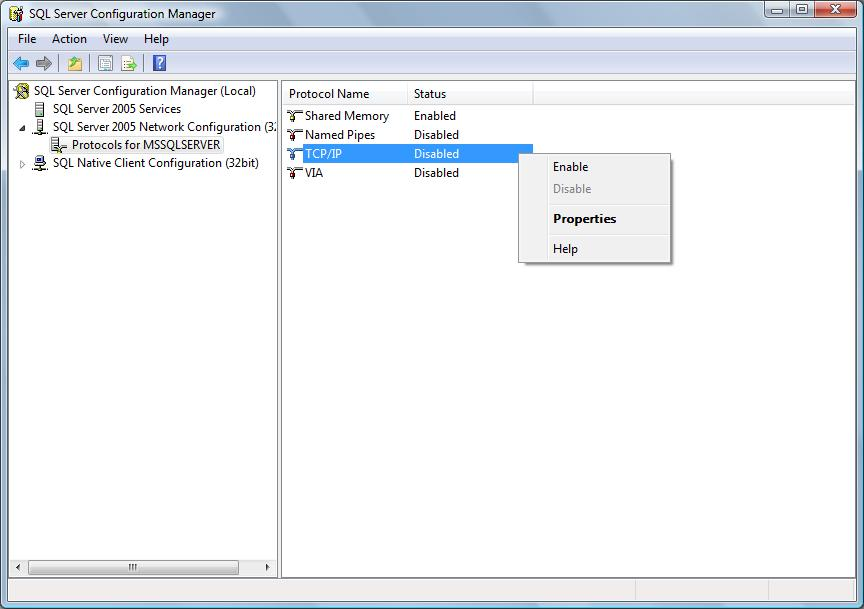 SQL Server Configuration Manager
File Action View Help
SQL Server Configuration Manager (Local)
SQL Server 2005 Services
SQL Server 2005 Network Configuration (32
Protocols for MSSQLSERVER
SQL Native Client Configuration (32bit)
Protocol Name Status
Shared Memory Enabled
Named Pipes Disabled
TCP/IP Disabled
VIA Disabled
Enable
Disable
Properties
Help